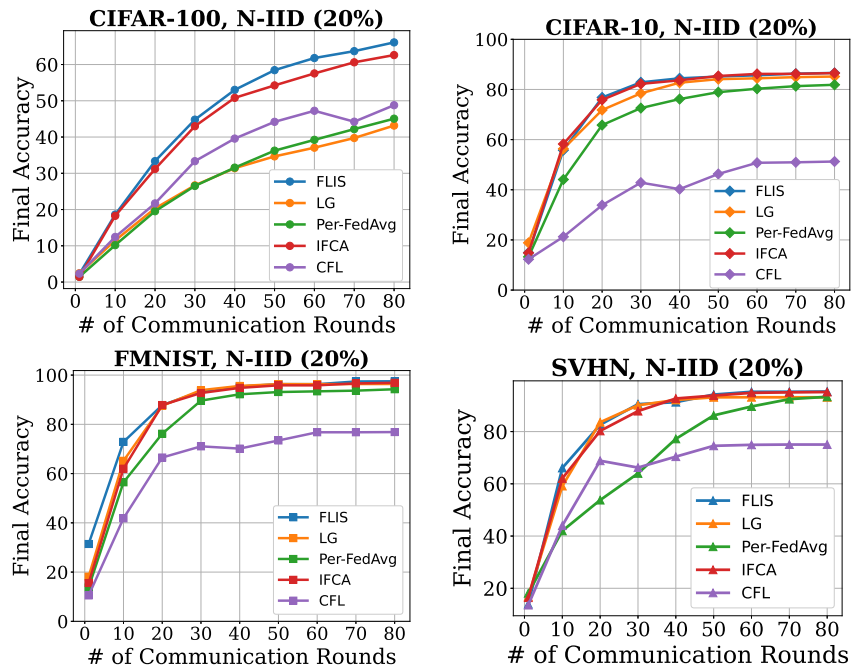 CIFAR-100, N-IID (20%)
Final Accuracy
60
50
40
30
20
10
0
0 10 20 30 40 50 60 70 80
# of Communication Rounds
FLIS
LG
Per-FedAvg
IFCA
CFL
CIFAR-10, N-IID (20%)
Final Accuracy
100
80
60
40
20
0
0 10 20 30 40 50 60 70 80
# of Communication Rounds
FLIS
LG
Per-FedAvg
IFCA
CFL
FMNIST, N-IID (20%)
Final Accuracy
100
80
60
40
20
0
0 10 20 30 40 50 60 70 80
# of Communication Rounds
FLIS
LG
Per-FedAvg
IFCA
CFL
SVHN, N-IID (20%)
Final Accuracy
80
60
40
20
0 10 20 30 40 50 60 70 80
# of Communication Rounds
FLIS
LG
Per-FedAvg
IFCA
CFL